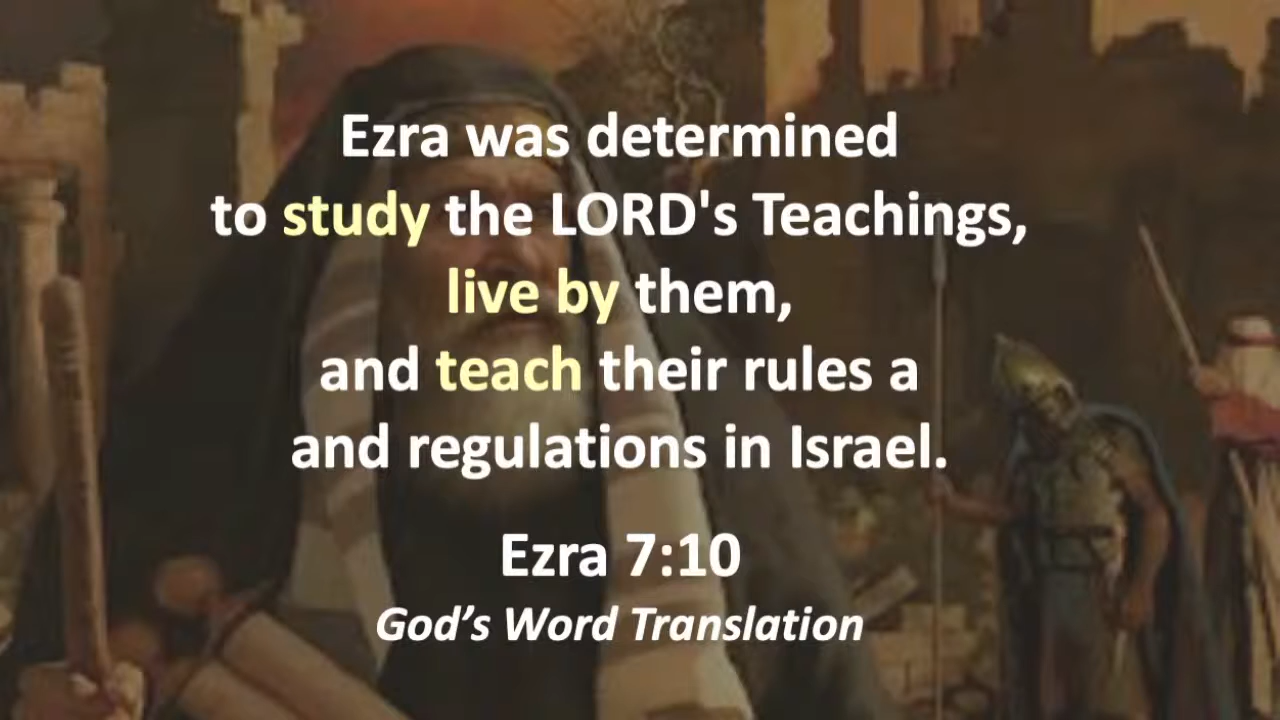 Ezra was determined
to study the LORD's Teachings,
live by them,
and teach their rules a
and regulations in Israel.
Ezra 7:10
God’s Word Translation